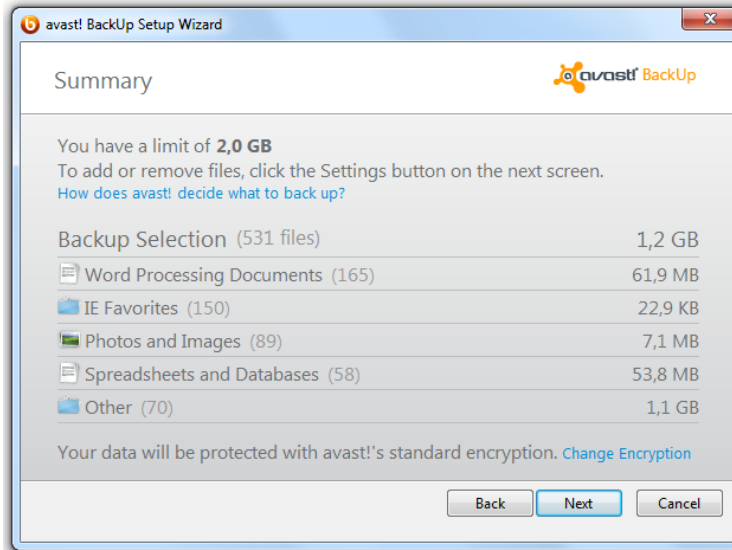 avast! BackUp Setup Wizard
Summary
avast! BackUp
You have a limit of 2,0 GB
To add or remove files, click the Settings button on the next screen.
How does avast! decide what to back up?
Backup Selection (531 files) 1,2 GB
Word Processing Documents (165) 61,9 MB
IE Favorites (150) 22,9 KB
Photos and Images (89) 7,1 MB
Spreadsheets and Databases (58) 53,8 MB
Other (70) 1,1 GB
Your data will be protected with avast!'s standard encryption. Change Encryption
Back Next Cancel